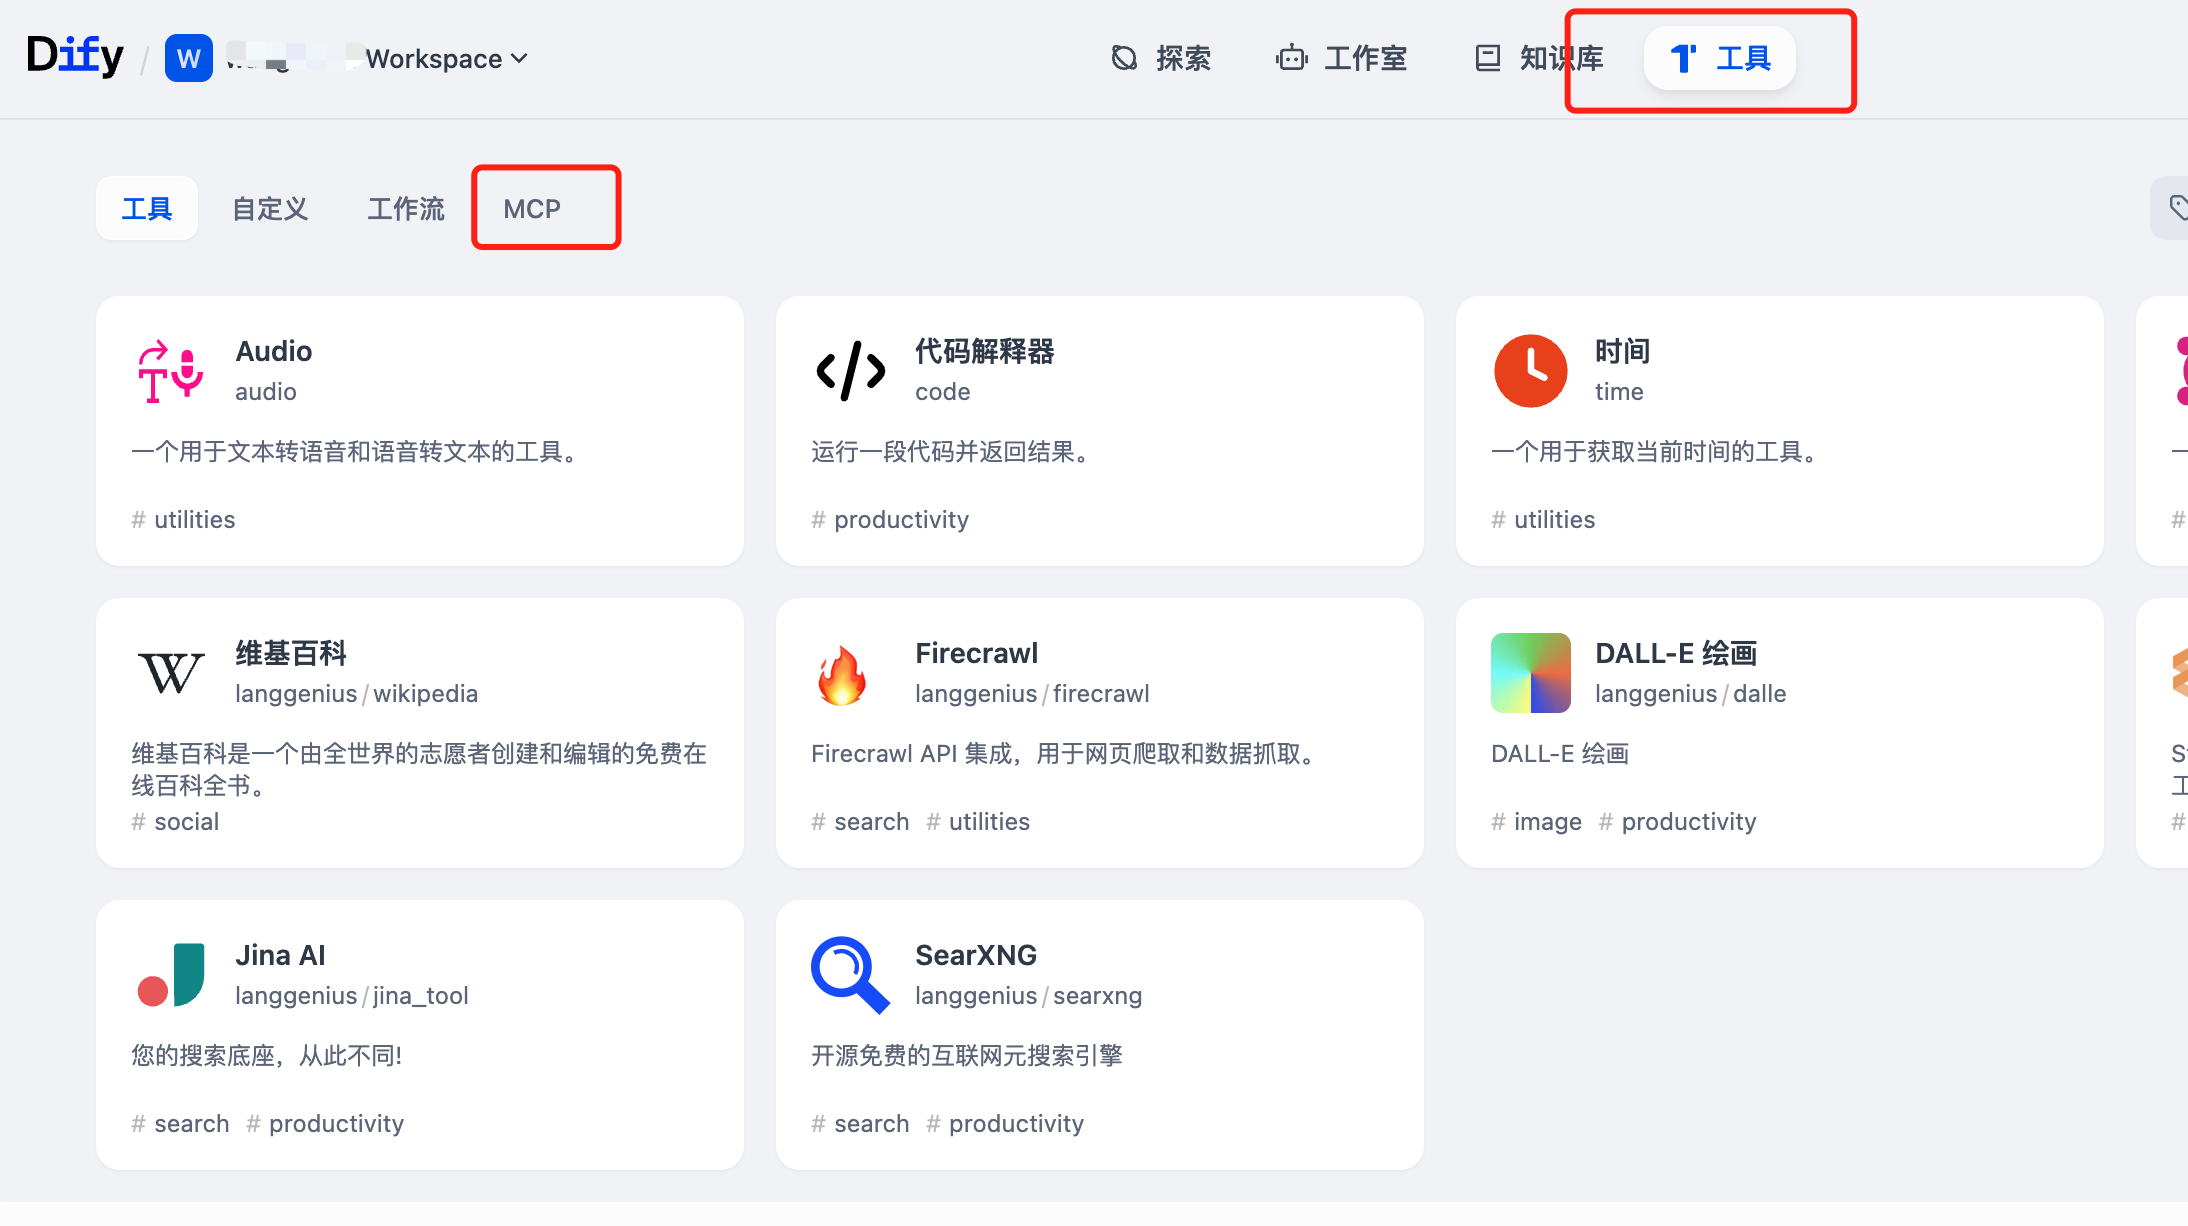 Dify / W Workspace 探索 工作室 知识库 工具
工具 自定义 工作流 MCP
Audio
audio
一个用于文本转语音和语音转文本的工具。
# utilities
代码解释器
code
运行一段代码并返回结果。
# productivity
时间
time
一个用于获取当前时间的工具。
# utilities
维基百科
langgenius / wikipedia
维基百科是一个由全世界的志愿者创建和编辑的免费在
线百科全书。
# social
Firecrawl
langgenius / firecrawl
Firecrawl API 集成，用于网页爬取和数据抓取。
# search # utilities
DALL-E 绘画
langgenius / dalle
DALL-E 绘画
# image # productivity
Jina AI
langgenius / jina_tool
您的搜索底座，从此不同!
# search # productivity
SearXNG
langgenius / searxng
开源免费的互联网元搜索引擎
# search # productivity